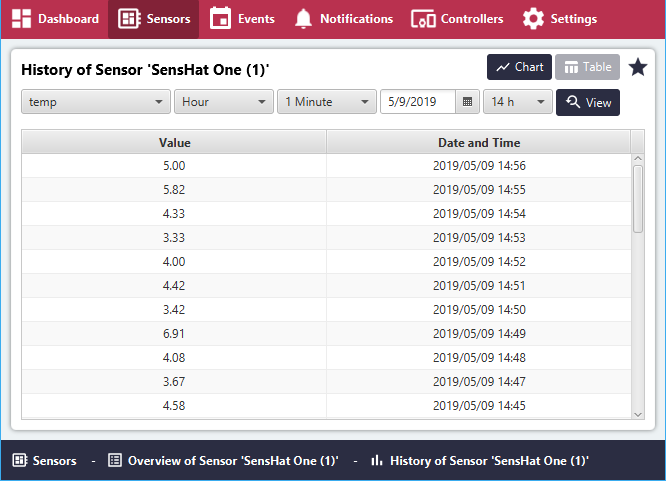 Dashboard Sensors Events Notifications Controllers Settings
History of Sensor 'SensHat One (1)' Chart Table
temp Hour 1 Minute 5/9/2019 14 h View
Value Date and Time
5.00 2019/05/09 14:56
5.82 2019/05/09 14:55
4.33 2019/05/09 14:54
3.33 2019/05/09 14:53
4.00 2019/05/09 14:52
4.42 2019/05/09 14:51
3.42 2019/05/09 14:50
6.91 2019/05/09 14:49
4.08 2019/05/09 14:48
3.67 2019/05/09 14:47
4.58 2019/05/09 14:45
Sensors - Overview of Sensor 'SensHat One (1)' - History of Sensor 'SensHat One (1)'